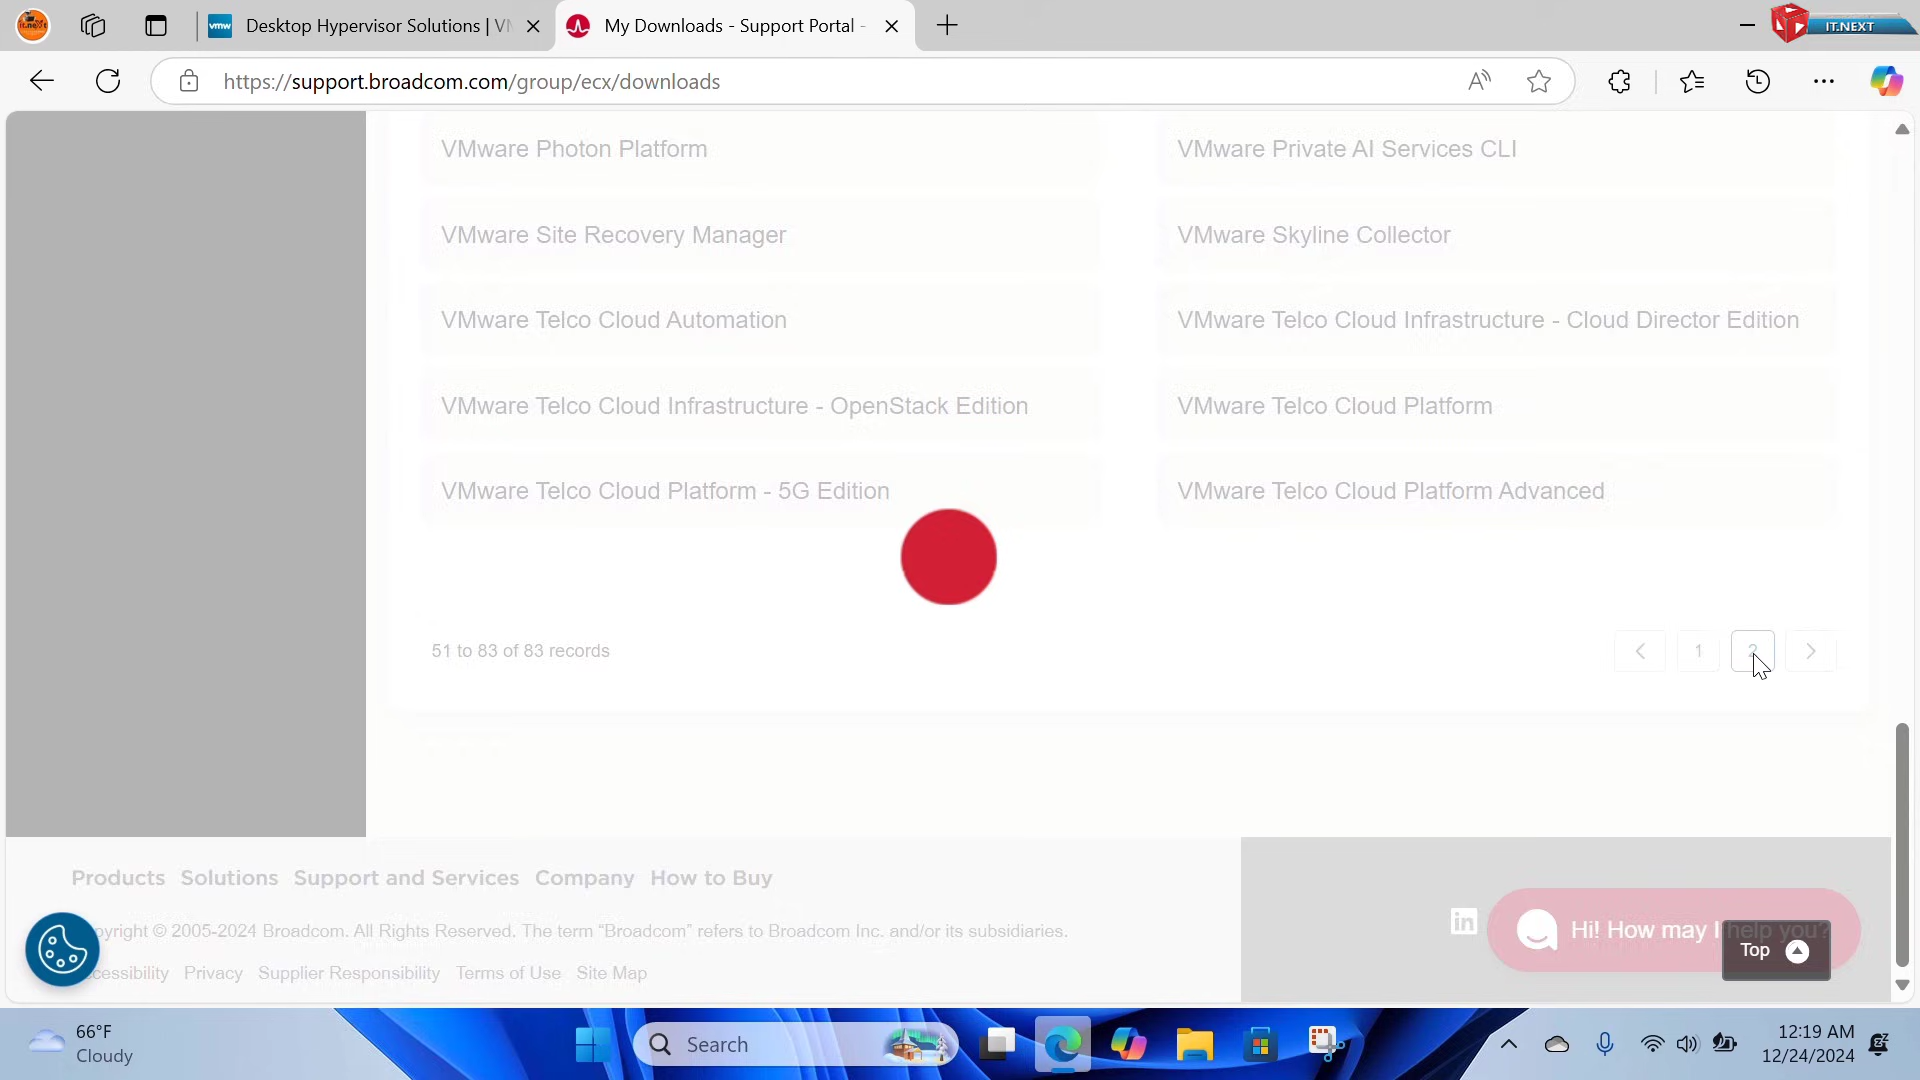 Desktop Hypervisor Solutions | VM
My Downloads - Support Portal -
IT.NEXT
https://support.broadcom.com/group/ecx/downloads
VMware Photon Platform
VMware Private AI Services CLI
VMware Site Recovery Manager
VMware Skyline Collector
VMware Telco Cloud Automation
VMware Telco Cloud Infrastructure - Cloud Director Edition
VMware Telco Cloud Infrastructure - OpenStack Edition
VMware Telco Cloud Platform
VMware Telco Cloud Platform - 5G Edition
VMware Telco Cloud Platform Advanced
51 to 83 of 83 records
1
2
Products Solutions Support and Services Company How to Buy
pyright © 2005-2024 Broadcom. All Rights Reserved. The term “Broadcom” refers to Broadcom Inc. and/or its subsidiaries.
cessibility Privacy Supplier Responsibility Terms of Use Site Map
in
Hi! How may I help you?
Top
66°F
Cloudy
Search
12:19 AM
12/24/2024